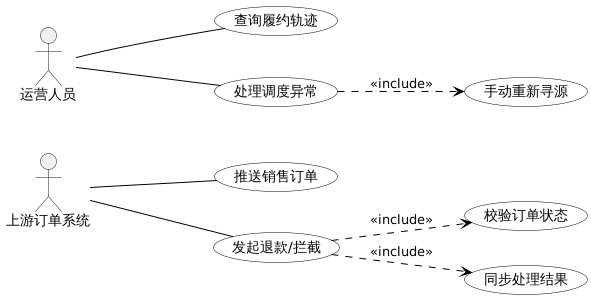 查询履约轨迹
运营人员
处理调度异常
«include»
手动重新寻源
上游订单系统
推送销售订单
发起退款/拦截
«include»
校验订单状态
«include»
同步处理结果